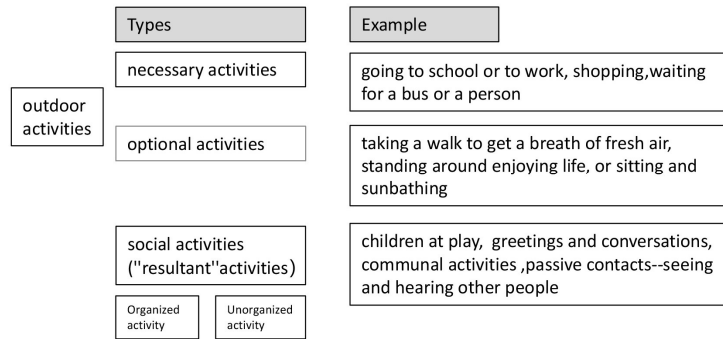 Types
Example
outdoor
activities
necessary activities
going to school or to work, shopping,waiting
for a bus or a person
optional activities
taking a walk to get a breath of fresh air,
standing around enjoying life, or sitting and
sunbathing
social activities
("resultant"activities)
children at play,  greetings and conversations,
communal activities ,passive contacts--seeing
and hearing other people
Organized
activity
Unorganized
activity